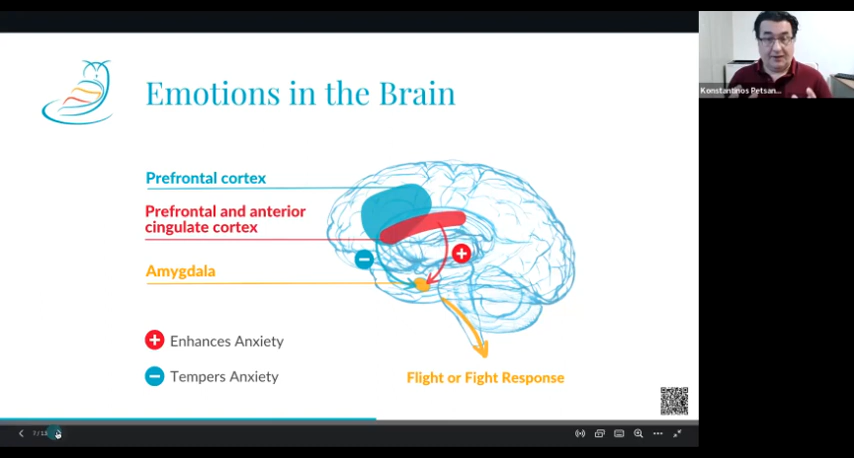 Emotions in the Brain
Prefrontal cortex
Prefrontal and anterior
cingulate cortex
Amygdala
Enhances Anxiety
Tempers Anxiety
Flight or Fight Response
Konstantinos Petsan...